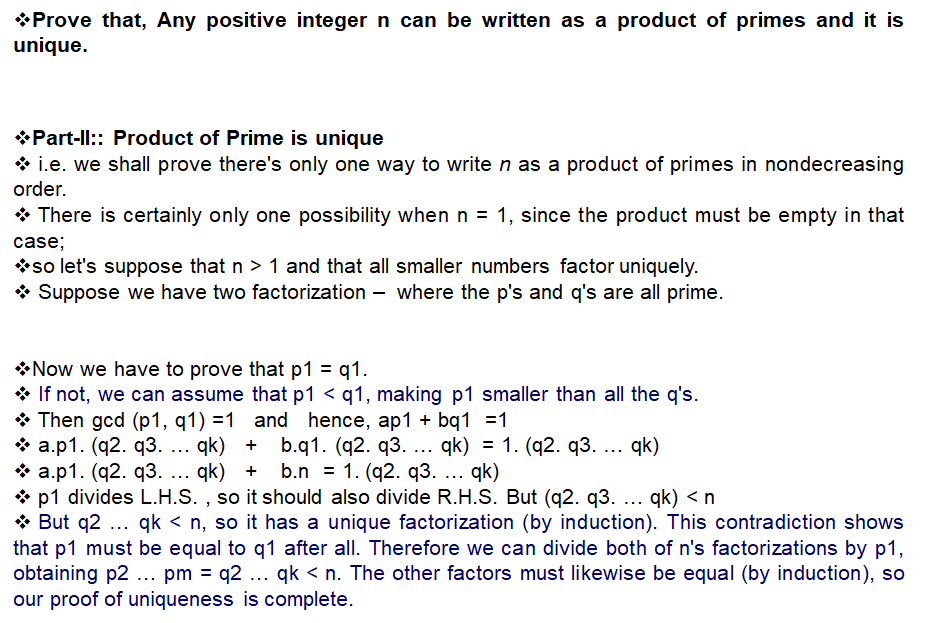 ❖Prove that, Any positive integer n can be written as a product of primes and it is
unique.
❖Part-II:: Product of Prime is unique
❖ i.e. we shall prove there's only one way to write n as a product of primes in nondecreasing
order.
❖ There is certainly only one possibility when n = 1, since the product must be empty in that
case;
❖so let's suppose that n > 1 and that all smaller numbers factor uniquely.
❖ Suppose we have two factorization – where the p's and q's are all prime.
❖Now we have to prove that p1 = q1.
❖ If not, we can assume that p1 < q1, making p1 smaller than all the q's.
❖ Then gcd (p1, q1) =1 and hence, ap1 + bq1 =1
❖ a.p1. (q2. q3. … qk) + b.q1. (q2. q3. … qk) = 1. (q2. q3. … qk)
❖ a.p1. (q2. q3. … qk) + b.n = 1. (q2. q3. … qk)
❖ p1 divides L.H.S. , so it should also divide R.H.S. But (q2. q3. … qk) < n
❖ But q2 … qk < n, so it has a unique factorization (by induction). This contradiction shows
that p1 must be equal to q1 after all. Therefore we can divide both of n's factorizations by p1,
obtaining p2 … pm = q2 … qk < n. The other factors must likewise be equal (by induction), so
our proof of uniqueness is complete.